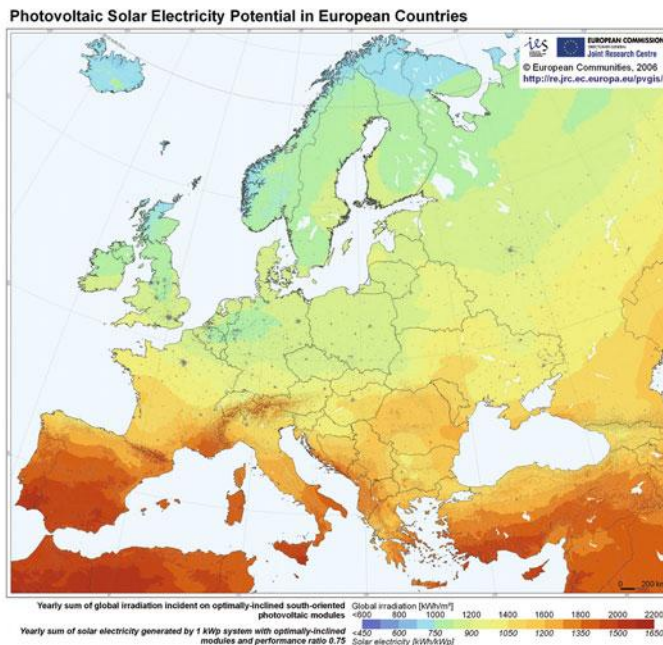 Photovoltaic Solar Electricity Potential in European Countries
ies
EUROPEAN COMMISSION
DIRECTORATE-GENERAL
Joint Research Centre
© European Communities, 2006
http://re.jrc.ec.europa.eu/pvgis/
0 200 km
Yearly sum of global irradiation incident on optimally-inclined south-oriented
photovoltaic modules
Global irradiation [kWh/m²]
<600 800 1000 1200 1400 1600 1800 2000 2200
<450 600 750 900 1050 1200 1350 1500 1650
Solar electricity [kWh/kWp]
Yearly sum of solar electricity generated by 1 kWp system with optimally-inclined
modules and performance ratio 0.75